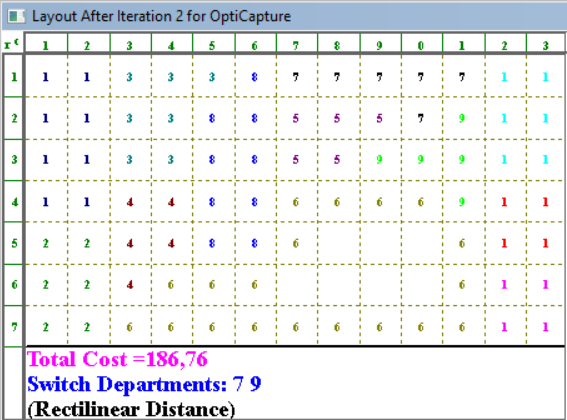 Layout After Iteration 2 for OptiCapture
r c 1 2 3 4 5 6 7 8 9 0 1 2 3
1 1 1 3 3 3 8 7 7 7 7 7 1 1
2 1 1 3 3 8 8 5 5 5 7 9 1 1
3 1 1 3 3 8 8 5 5 9 9 9 1 1
4 1 1 4 4 8 8 6 6 6 6 9 1 1
5 2 2 4 4 8 8 6 6 1 1
6 2 2 4 6 6 6 6 1 1
7 2 2 6 6 6 6 6 6 6 6 6 1 1
Total Cost =186,76
Switch Departments: 7 9
(Rectilinear Distance)